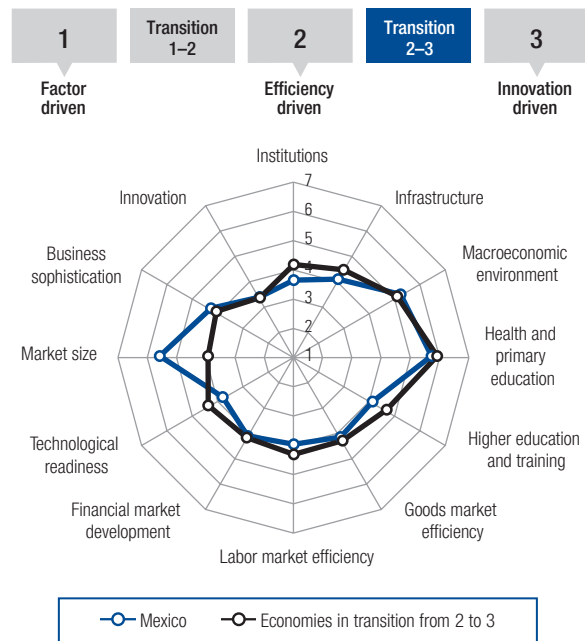 1
Transition
1–2
2
Transition
2–3
3
Factor
driven
Efficiency
driven
Innovation
driven
Institutions
Innovation
7
Infrastructure
6
5
Business
sophistication
Macroeconomic
environment
4
3
2
Market size
1
Health and
primary
education
Technological
readiness
Higher education
and training
Financial market
development
Goods market
efficiency
Labor market efficiency
Mexico
Economies in transition from 2 to 3